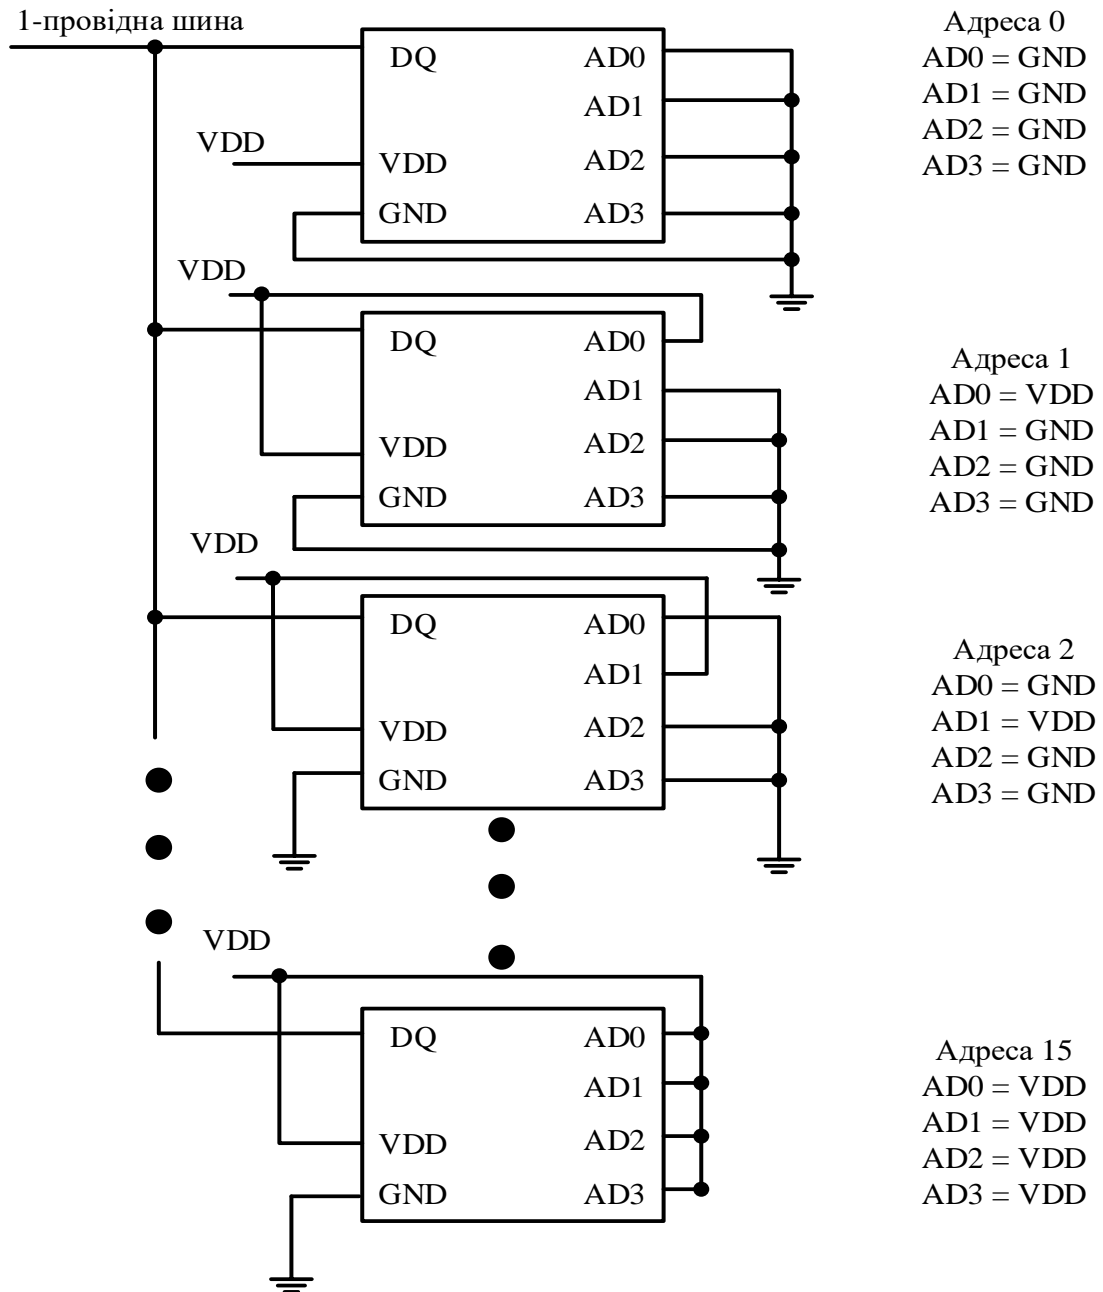 1-провідна шина
DQ AD0
AD1
VDD
VDD AD2
GND AD3
Адреса 0
AD0 = GND
AD1 = GND
AD2 = GND
AD3 = GND
VDD
DQ AD0
AD1
VDD AD2
GND AD3
Адреса 1
AD0 = VDD
AD1 = GND
AD2 = GND
AD3 = GND
VDD
DQ AD0
AD1
VDD AD2
GND AD3
Адреса 2
AD0 = GND
AD1 = VDD
AD2 = GND
AD3 = GND
VDD
DQ AD0
AD1
VDD AD2
GND AD3
Адреса 15
AD0 = VDD
AD1 = VDD
AD2 = VDD
AD3 = VDD